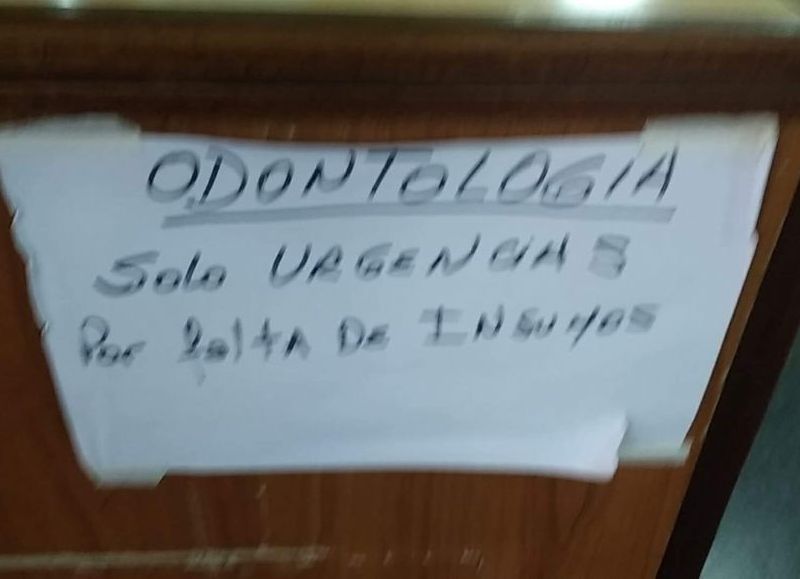 ODONTOLOGIA
Solo URGENCIAS
Por falta De INSUMOS